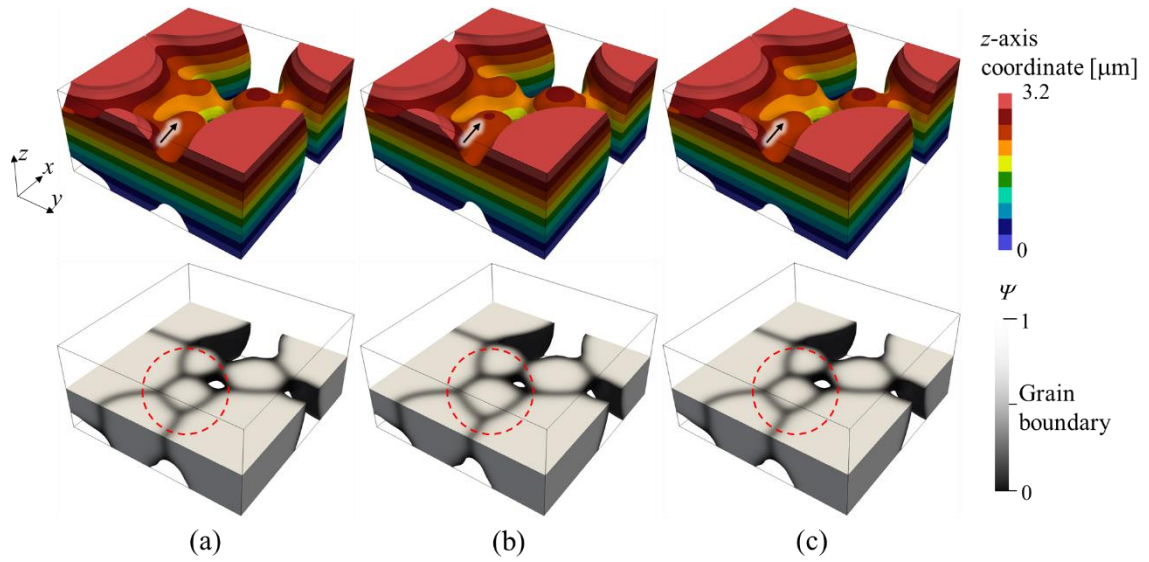 z-axis
coordinate [μm]
3.2
0
z
x
y
Ψ
1
Grain
boundary
0
(a)
(b)
(c)